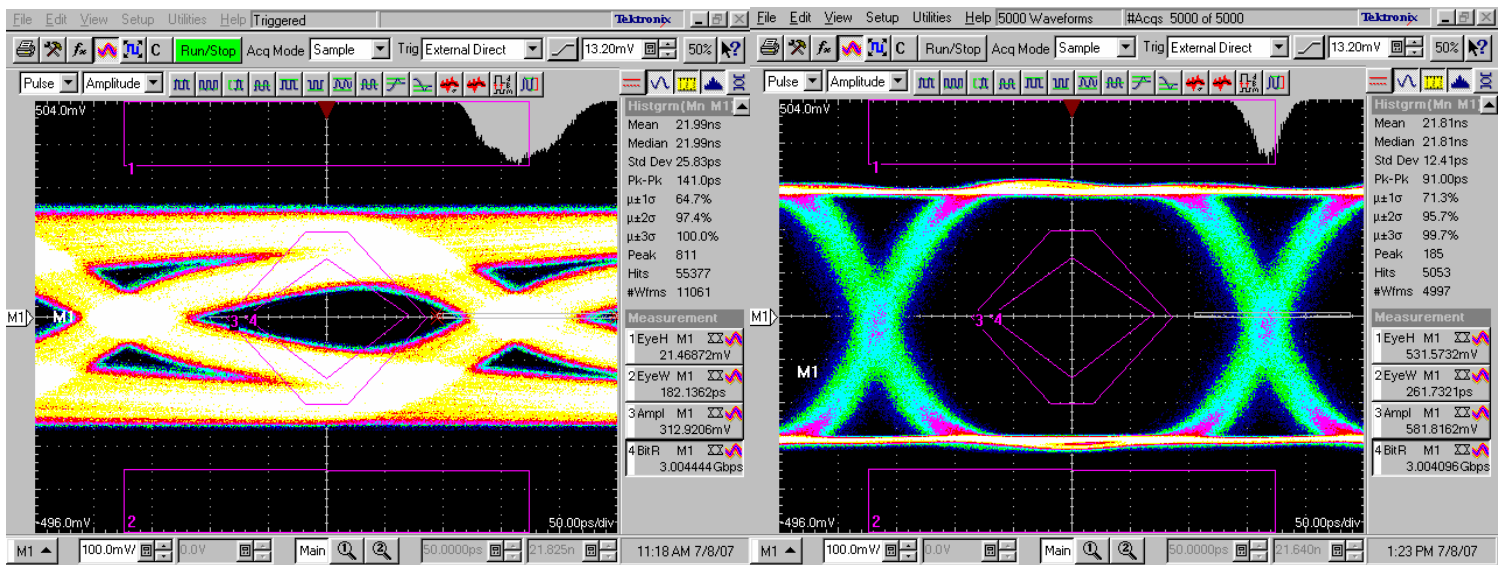 File Edit View Setup Utilities Help Triggered Tektronix
Run/Stop Acq Mode Sample Trig External Direct 13.20mV 50%
Pulse Amplitude
504.0mV
1
Histgrm(Mn M1)
Mean 21.99ns
Median 21.99ns
Std Dev 25.83ps
Pk-Pk 141.0ps
µ±1σ 64.7%
µ±2σ 97.4%
µ±3σ 100.0%
Peak 811
Hits 55377
#Wfms 11061
M1 M1 3 4
Measurement
1 EyeH M1
21.46872mV
2 EyeW M1
182.1362ps
3 Ampl M1
312.9206mV
4 BitR M1
3.004444 Gbps
-496.0mV 2 50.00ps/div
M1 100.0mV/ 0.0V Main 1 2 50.0000ps 21.825n 11:18 AM 7/8/07
File Edit View Setup Utilities Help 5000 Waveforms #Acqs 5000 of 5000 Tektronix
C Run/Stop Acq Mode Sample Trig External Direct 13.20mV 50%
Pulse Amplitude
504.0mV
1
Histgrm(Mn M1)
Mean 21.81ns
Median 21.81ns
Std Dev 12.41ps
Pk-Pk 91.00ps
µ±1σ 71.3%
µ±2σ 95.7%
µ±3σ 99.7%
Peak 185
Hits 5053
#Wfms 4997
M1 3 4
M1
Measurement
1 EyeH M1
531.5732mV
2 EyeW M1
261.7321ps
3 Ampl M1
581.8162mV
4 BitR M1
3.004096 Gbps
-496.0mV 2 50.00ps/div
M1 100.0mV/ 0.0V Main 1 2 50.0000ps 21.640n 1:23 PM 7/8/07